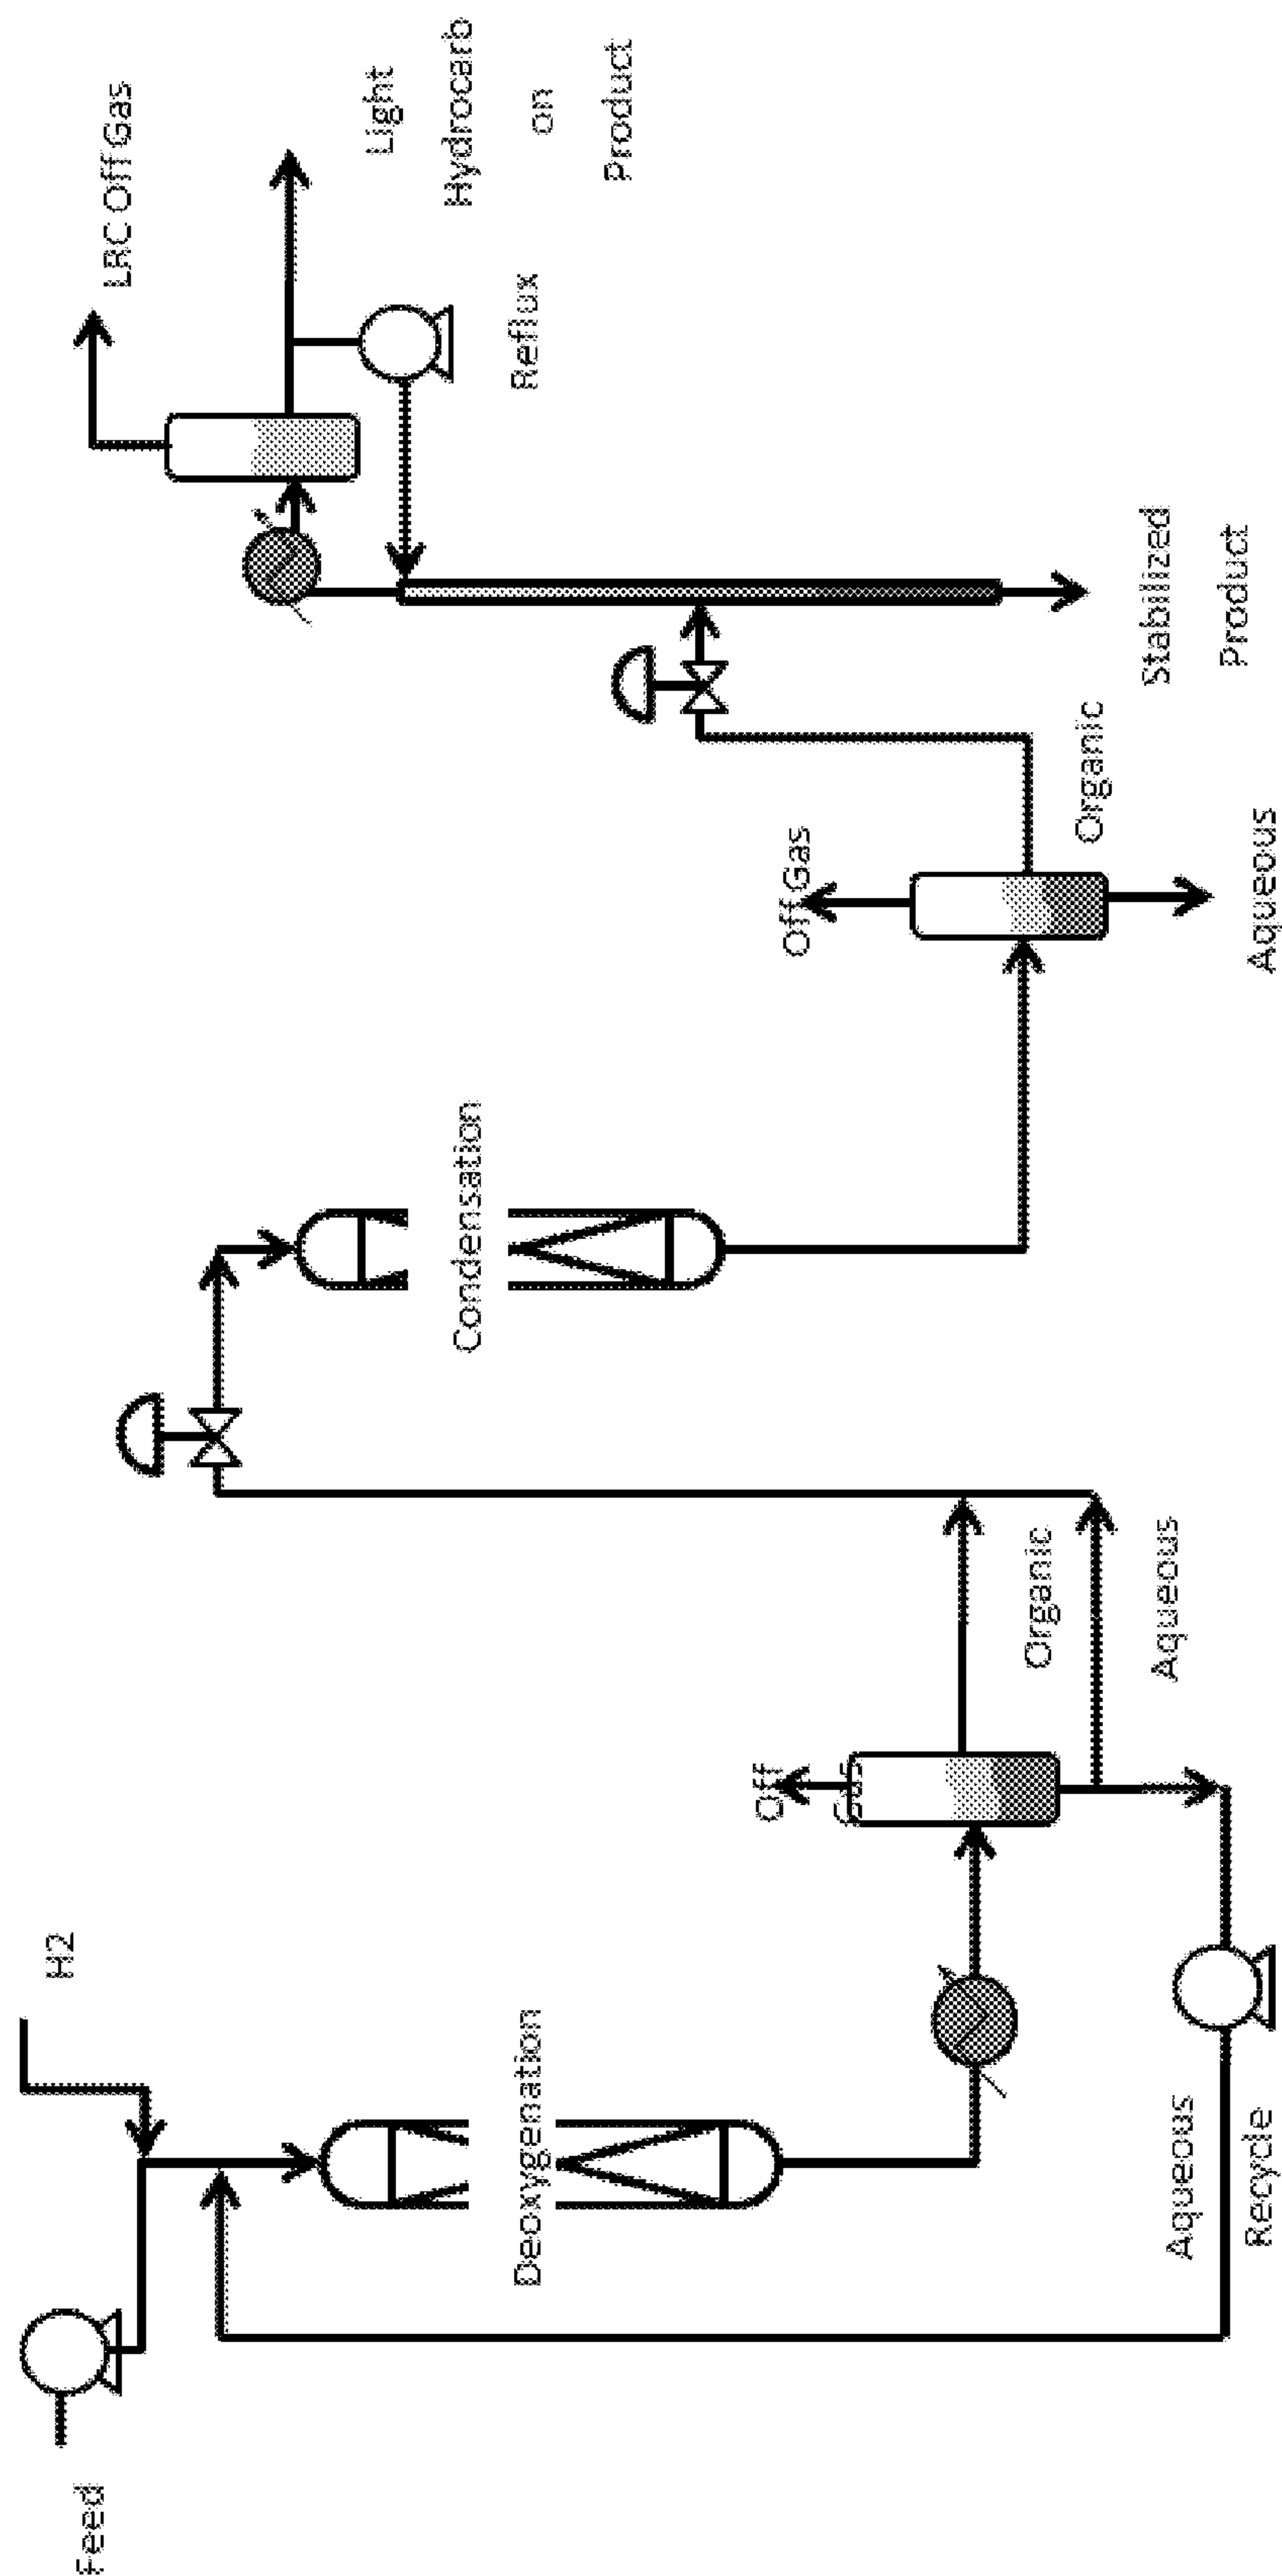 Feed
H2
Deoxygenation
Aqueous
Recycle
Off
Gas
Organic
Aqueous
Condensation
Off Gas
Organic
Aqueous
Stabilized
Product
Reflux
LRC Off Gas
Light
Hydrocarb
on
Product